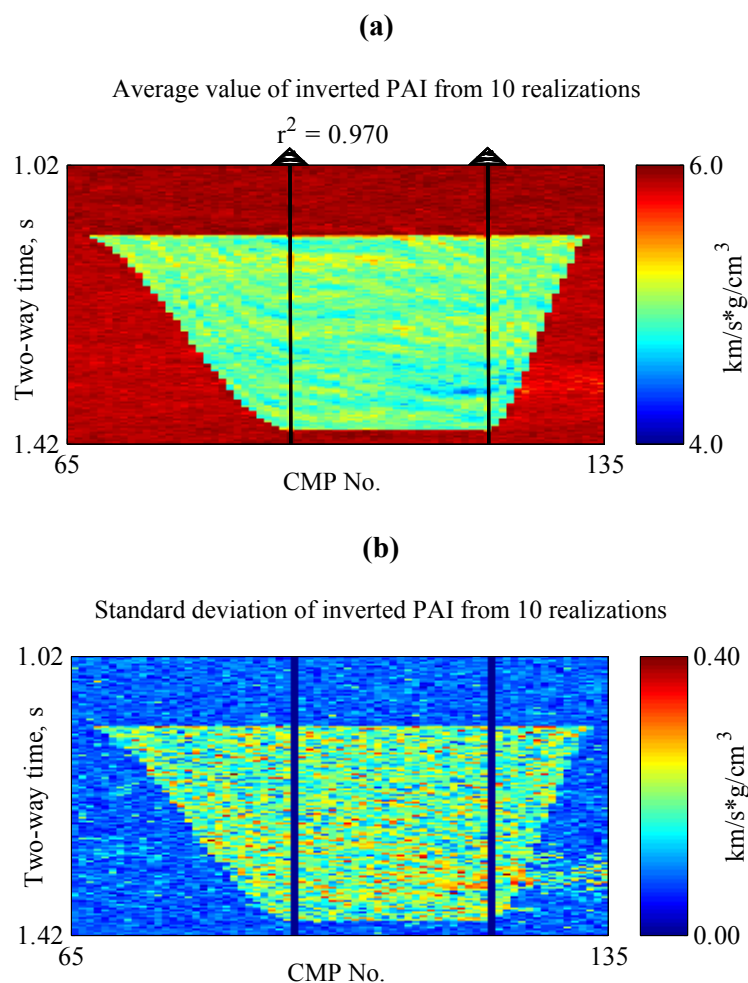 (a)
Average value of inverted PAI from 10 realizations
r² = 0.970
1.02
6.0
Two-way time, s
km/s*g/cm³
1.42
4.0
65
135
CMP No.
(b)
Standard deviation of inverted PAI from 10 realizations
1.02
0.40
Two-way time, s
km/s*g/cm³
1.42
0.00
65
135
CMP No.